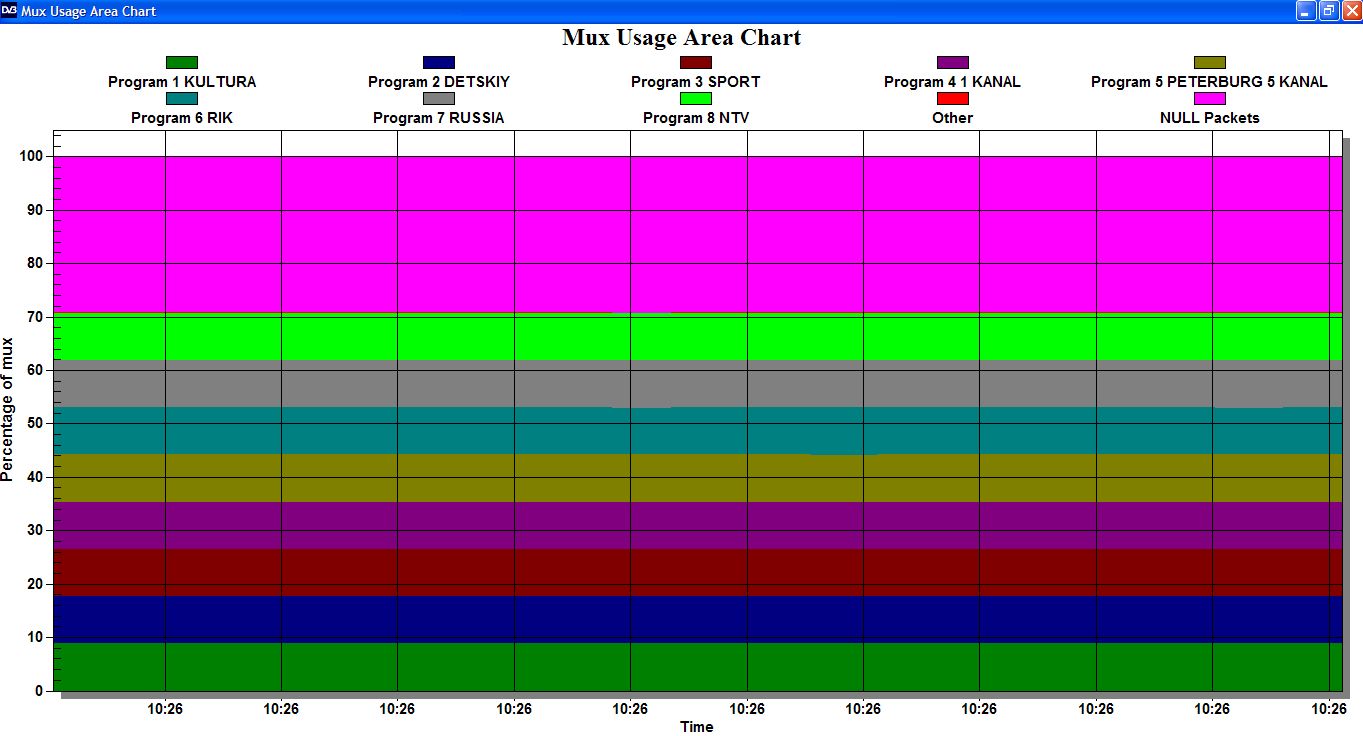 DVB Mux Usage Area Chart
Mux Usage Area Chart
Program 1 KULTURA
Program 2 DETSKIY
Program 3 SPORT
Program 4 1 KANAL
Program 5 PETERBURG 5 KANAL
Program 6 RIK
Program 7 RUSSIA
Program 8 NTV
Other
NULL Packets
100
90
80
70
60
50
40
30
20
10
0
Percentage of mux
10:26 10:26 10:26 10:26 10:26 10:26 10:26 10:26 10:26 10:26 10:26
Time